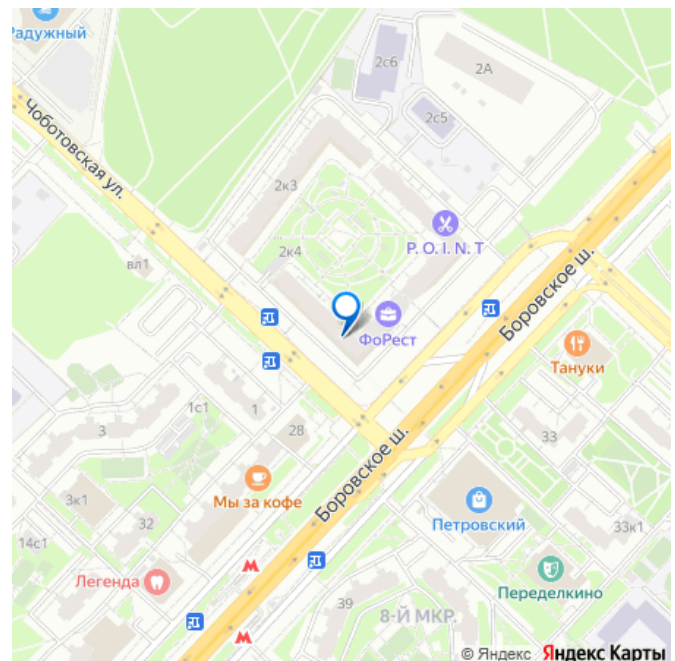 Радужный
2с6
2А
2с5
Чоботовская ул.
2к3
P. O. I. N. T
2к4
вл1
ФоРест
Боровское ш.
Тануки
1с1
1
28
3
33
Боровское ш.
Мы за кофе
3к1
32
Петровский
33к1
14с1
Легенда
Переделкино
39
8-Й МКР.
© Яндекс Яндекс Карты